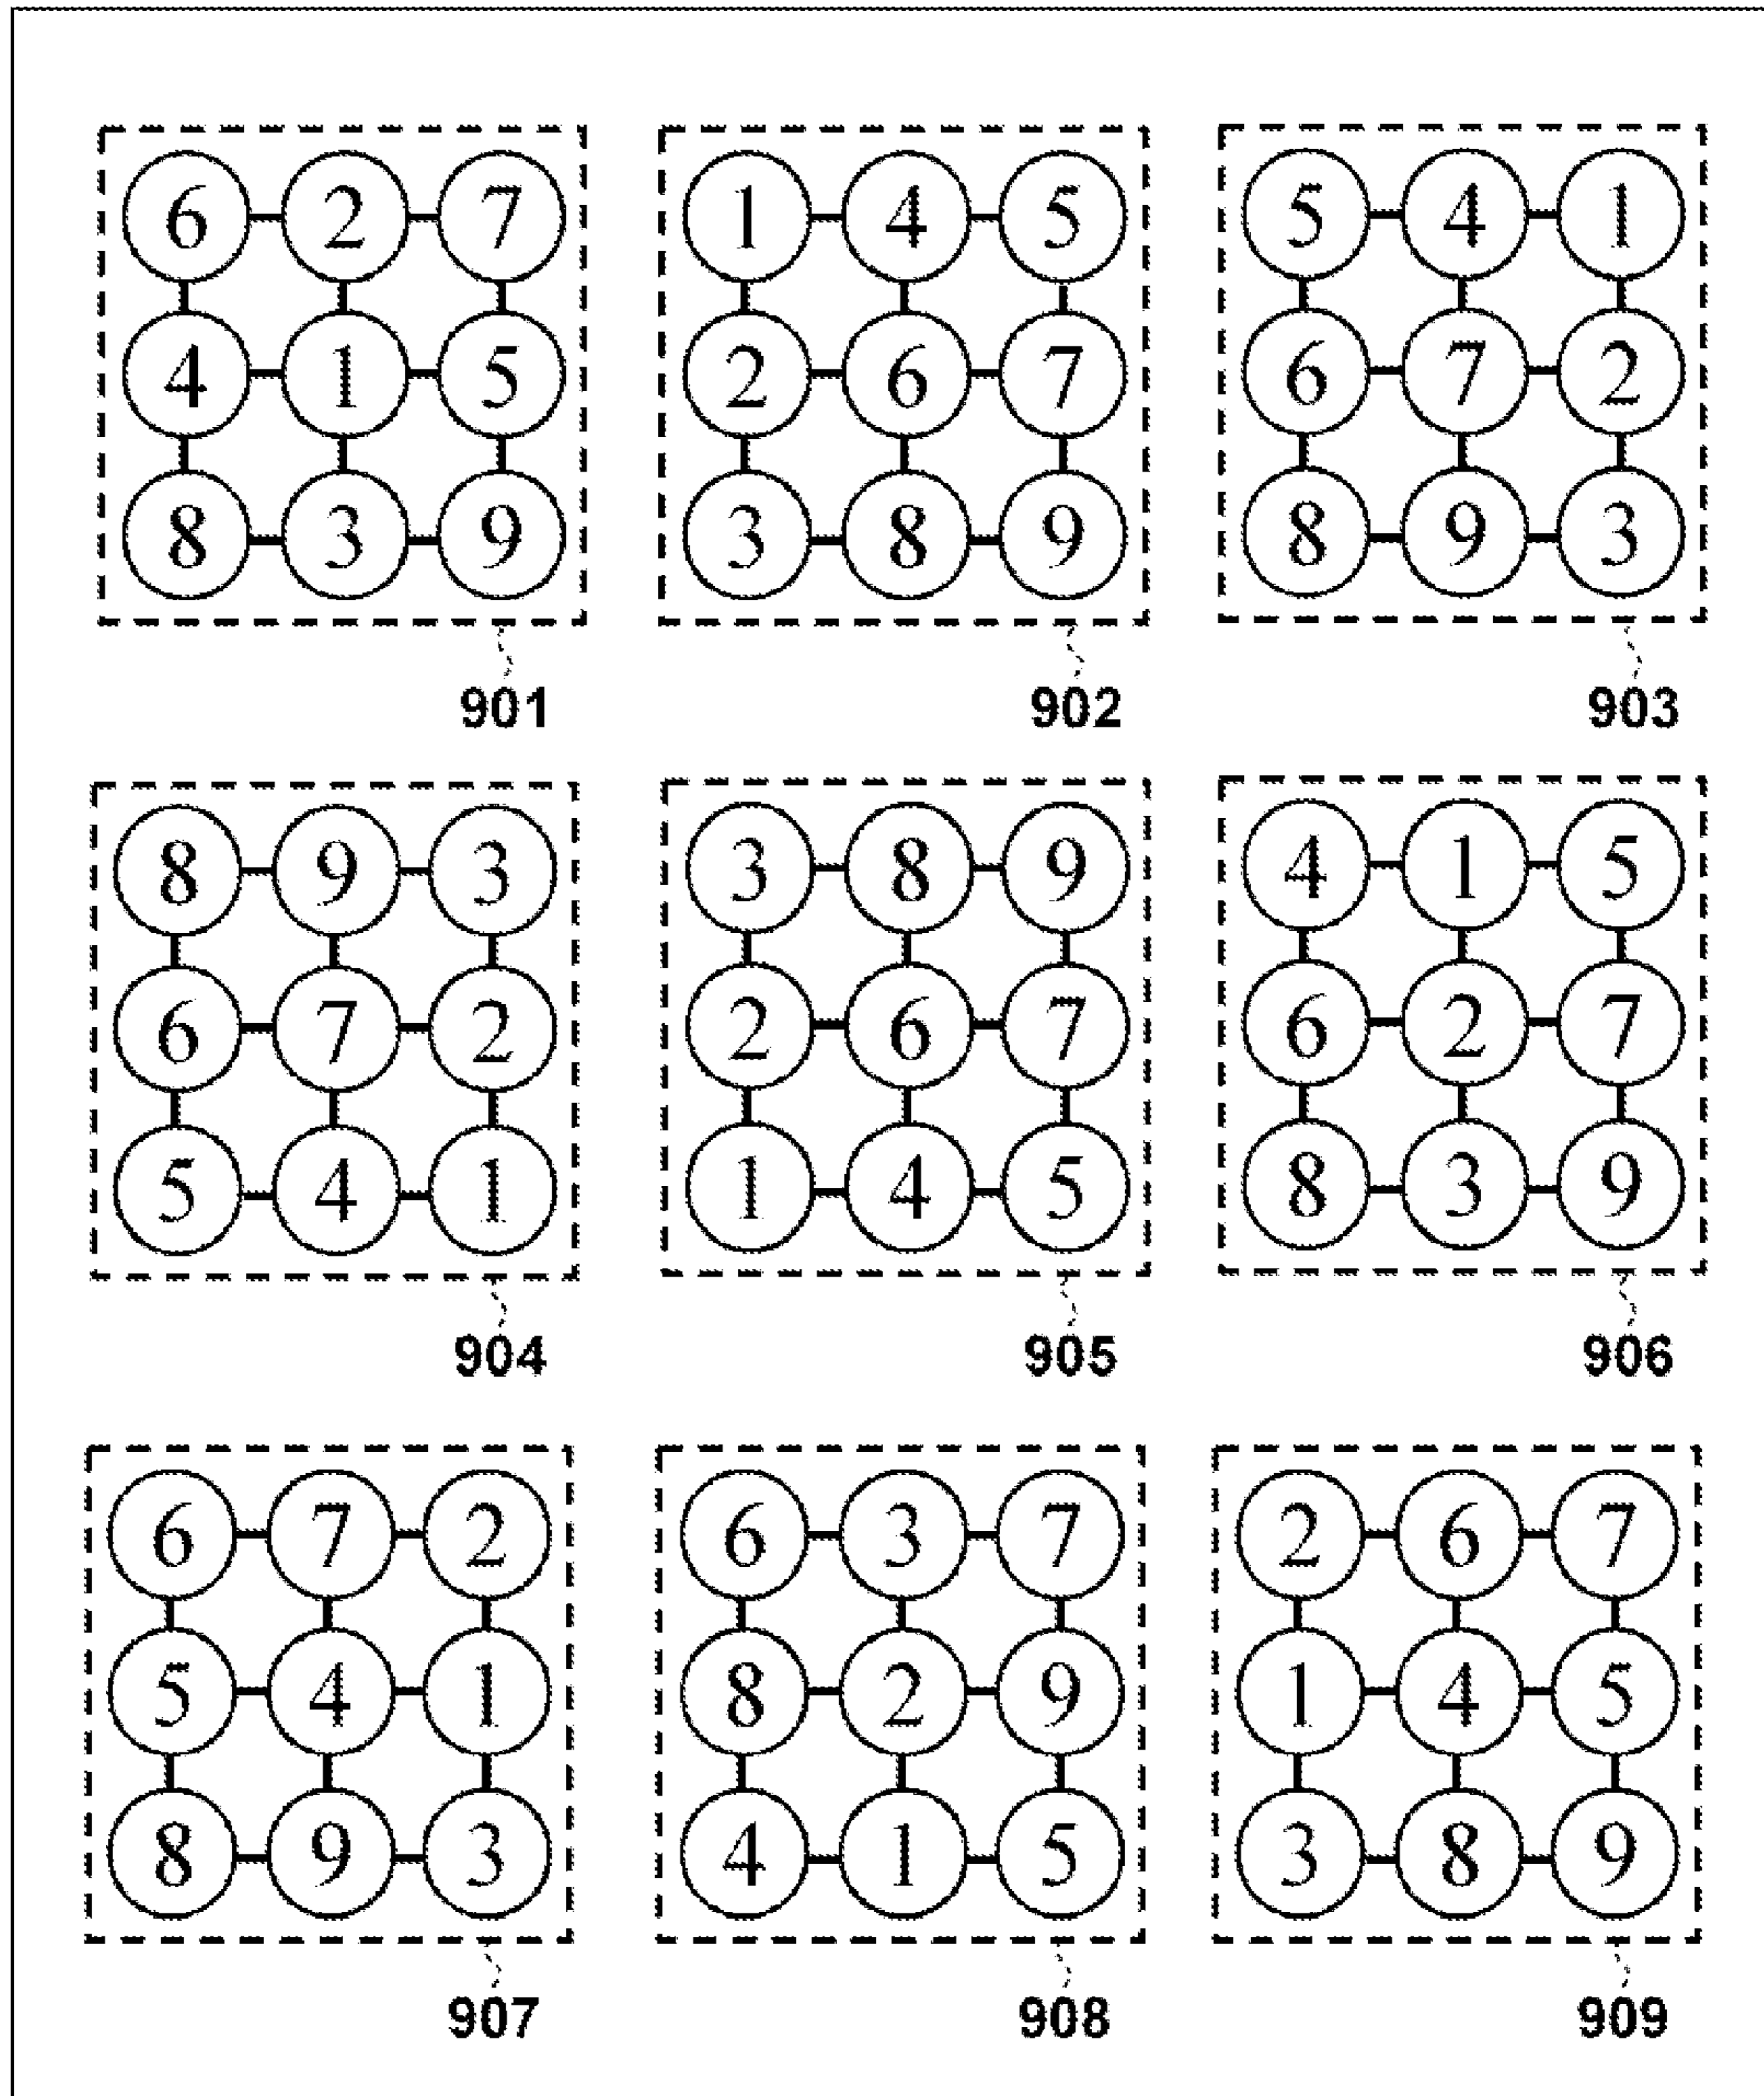 6 2 7 1 4 5 5 4 1
4 1 5 2 6 7 6 7 2
8 3 9 3 8 9 8 9 3
901 902 903
8 9 3 3 8 9 4 1 5
6 7 2 2 6 7 6 2 7
5 4 1 1 4 5 8 3 9
904 905 906
6 7 2 6 3 7 2 6 7
5 4 1 8 2 9 1 4 5
8 9 3 4 1 5 3 8 9
907 908 909